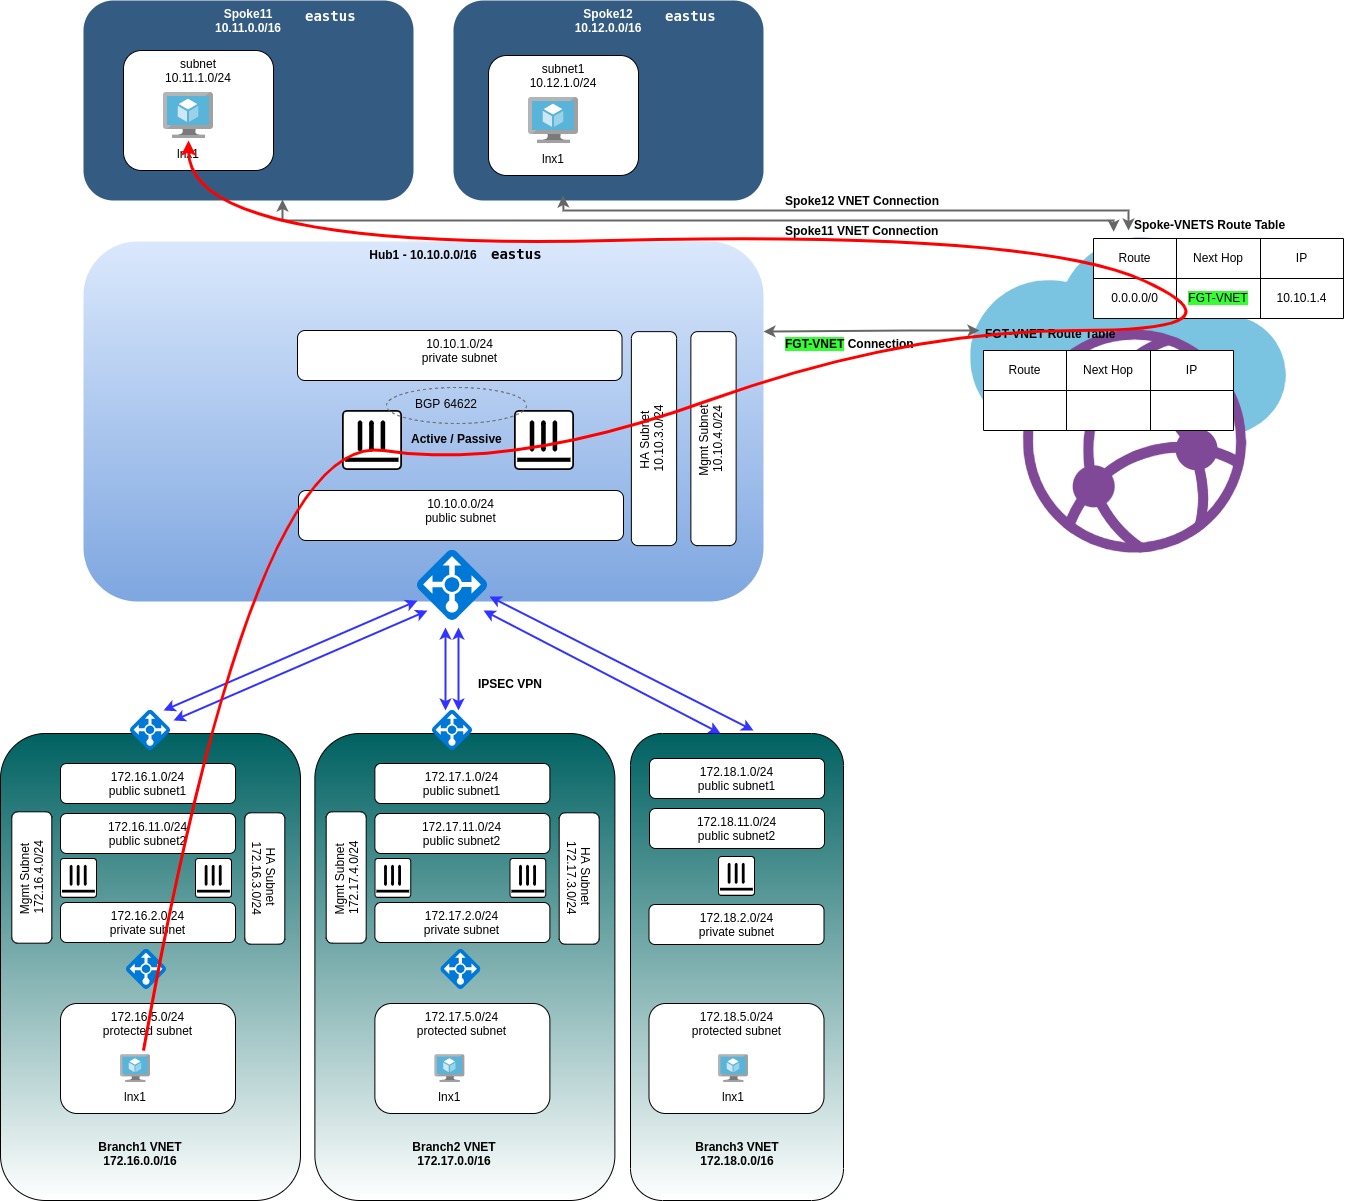 Spoke11 eastus
10.11.0.0/16
subnet
10.11.1.0/24
lnx1
Spoke12 eastus
10.12.0.0/16
subnet1
10.12.1.0/24
lnx1
Spoke12 VNET Connection
Spoke11 VNET Connection
Spoke-VNETS Route Table
Route Next Hop IP
0.0.0.0/0 FGT-VNET 10.10.1.4
FGT-VNET Connection
FGT-VNET Route Table
Route Next Hop IP
Hub1 - 10.10.0.0/16 eastus
10.10.1.0/24
private subnet
BGP 64622
Active / Passive
10.10.0.0/24
public subnet
HA Subnet
10.10.3.0/24
Mgmt Subnet
10.10.4.0/24
IPSEC VPN
172.16.1.0/24
public subnet1
172.16.11.0/24
public subnet2
Mgmt Subnet
172.16.4.0/24
HA Subnet
172.16.3.0/24
172.16.2.0/24
private subnet
172.16.5.0/24
protected subnet
lnx1
Branch1 VNET
172.16.0.0/16
172.17.1.0/24
public subnet1
172.17.11.0/24
public subnet2
Mgmt Subnet
172.17.4.0/24
HA Subnet
172.17.3.0/24
172.17.2.0/24
private subnet
172.17.5.0/24
protected subnet
lnx1
Branch2 VNET
172.17.0.0/16
172.18.1.0/24
public subnet1
172.18.11.0/24
public subnet2
172.18.2.0/24
private subnet
172.18.5.0/24
protected subnet
lnx1
Branch3 VNET
172.18.0.0/16